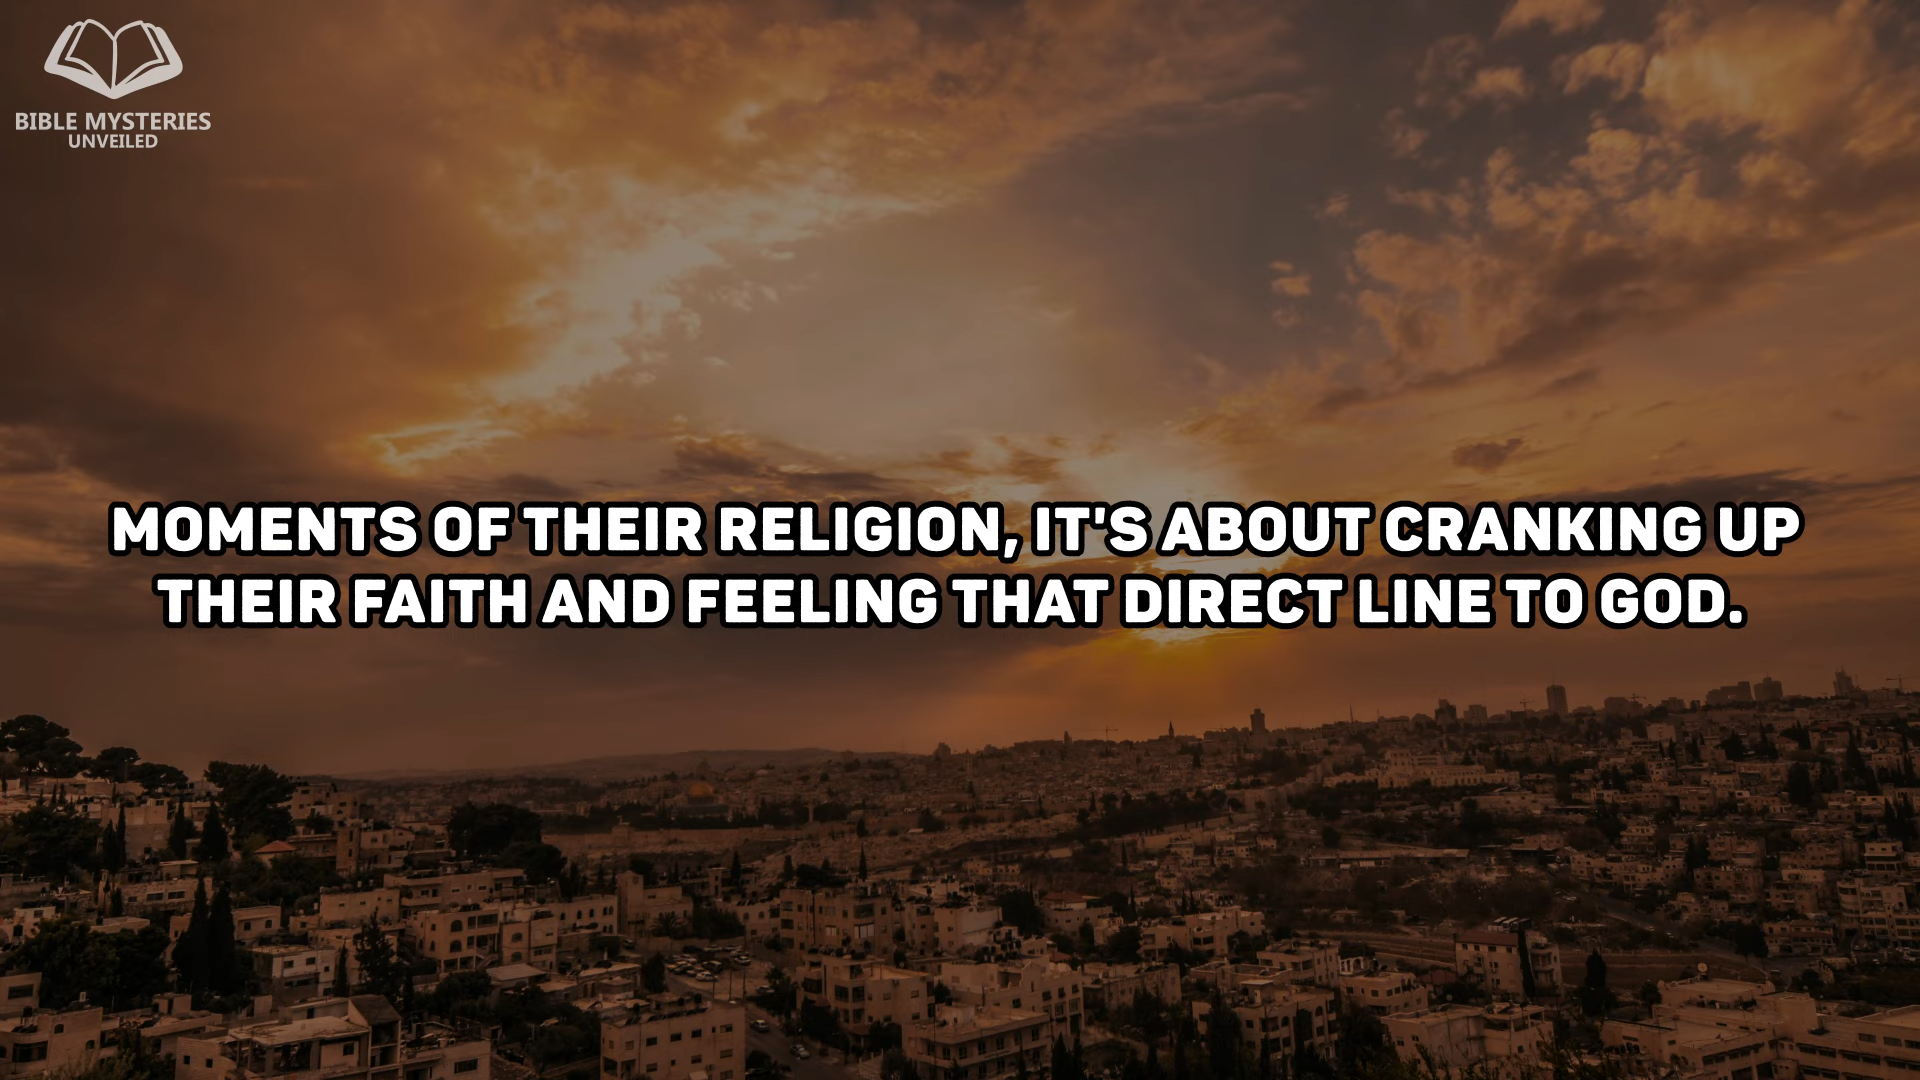 BIBLE MYSTERIES
UNVEILED
MOMENTS OF THEIR RELIGION, IT'S ABOUT CRANKING UP
THEIR FAITH AND FEELING THAT DIRECT LINE TO GOD.